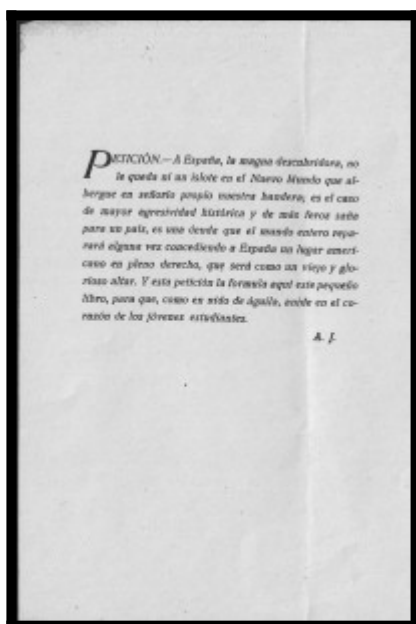 PETICIÓN.—A España, la magna descubridora, no
le queda ni un islote en el Nuevo Mundo que al-
bergue en señorío propio nuestra bandera; es el caso
de mayor agresividad histórica y de más feroz saña
para un país, es una deuda que el mundo entero repa-
rará alguna vez concediendo a España un lugar ameri-
cano en pleno derecho, que será como un viejo y glo-
rioso altar. Y esta petición la formula aquí este pequeño
libro, para que, como en nido de águila, anide en el co-
razón de los jóvenes estudiantes.
A. J.